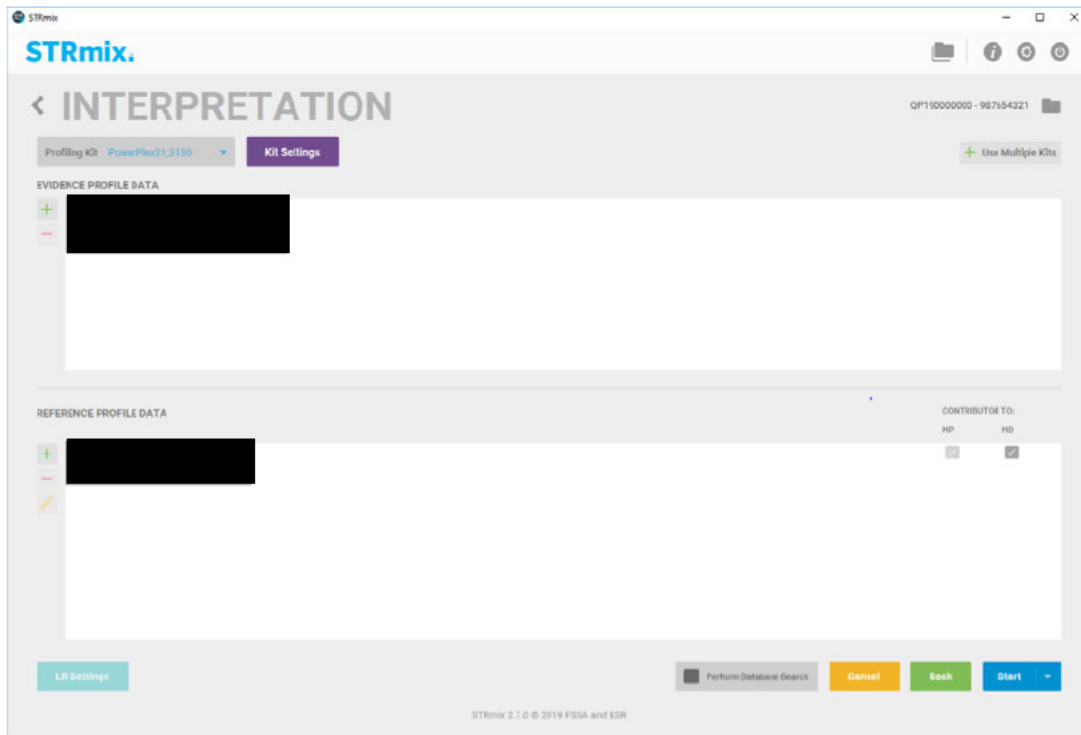 STRmix
STRmix
INTERPRETATION
QP190000000 - 987654321
Profiling Kit PowerPlex21_3130 Kit Settings
Use Multiple Kits
EVIDENCE PROFILE DATA
REFERENCE PROFILE DATA
CONTRIBUTOR TO:
HP HD
LR Settings
Perform Database Search Cancel Back Start
STRmix 2.7.0 © 2019 FSSA and ESR